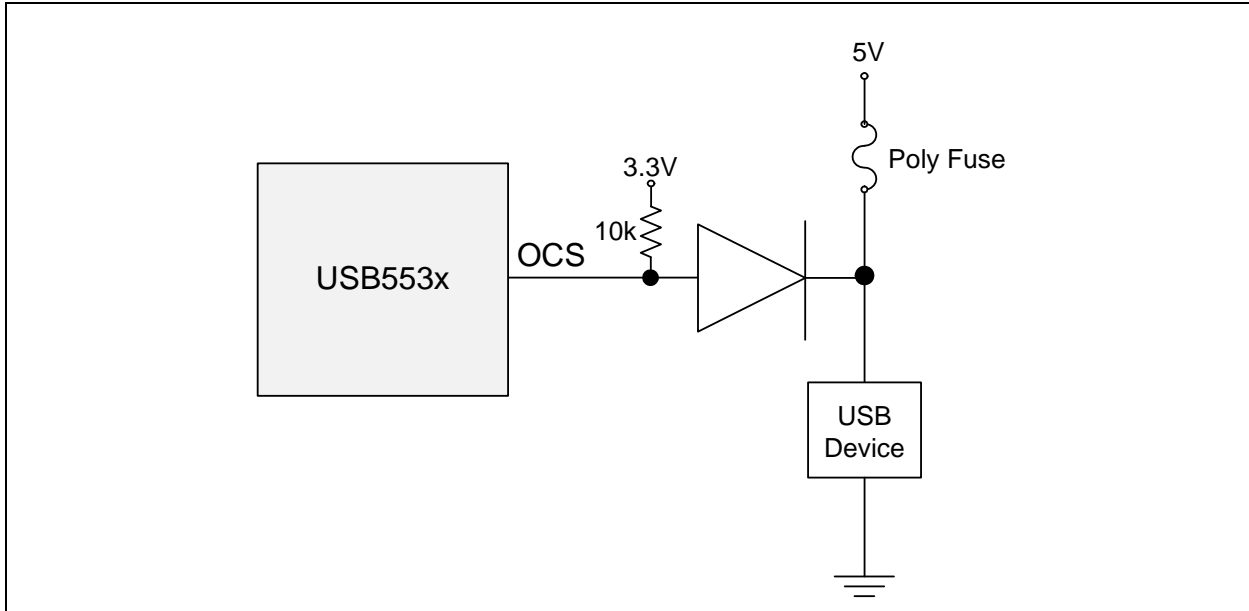 5V
Poly Fuse
3.3V
10k
OCS
USB553x
USB
Device